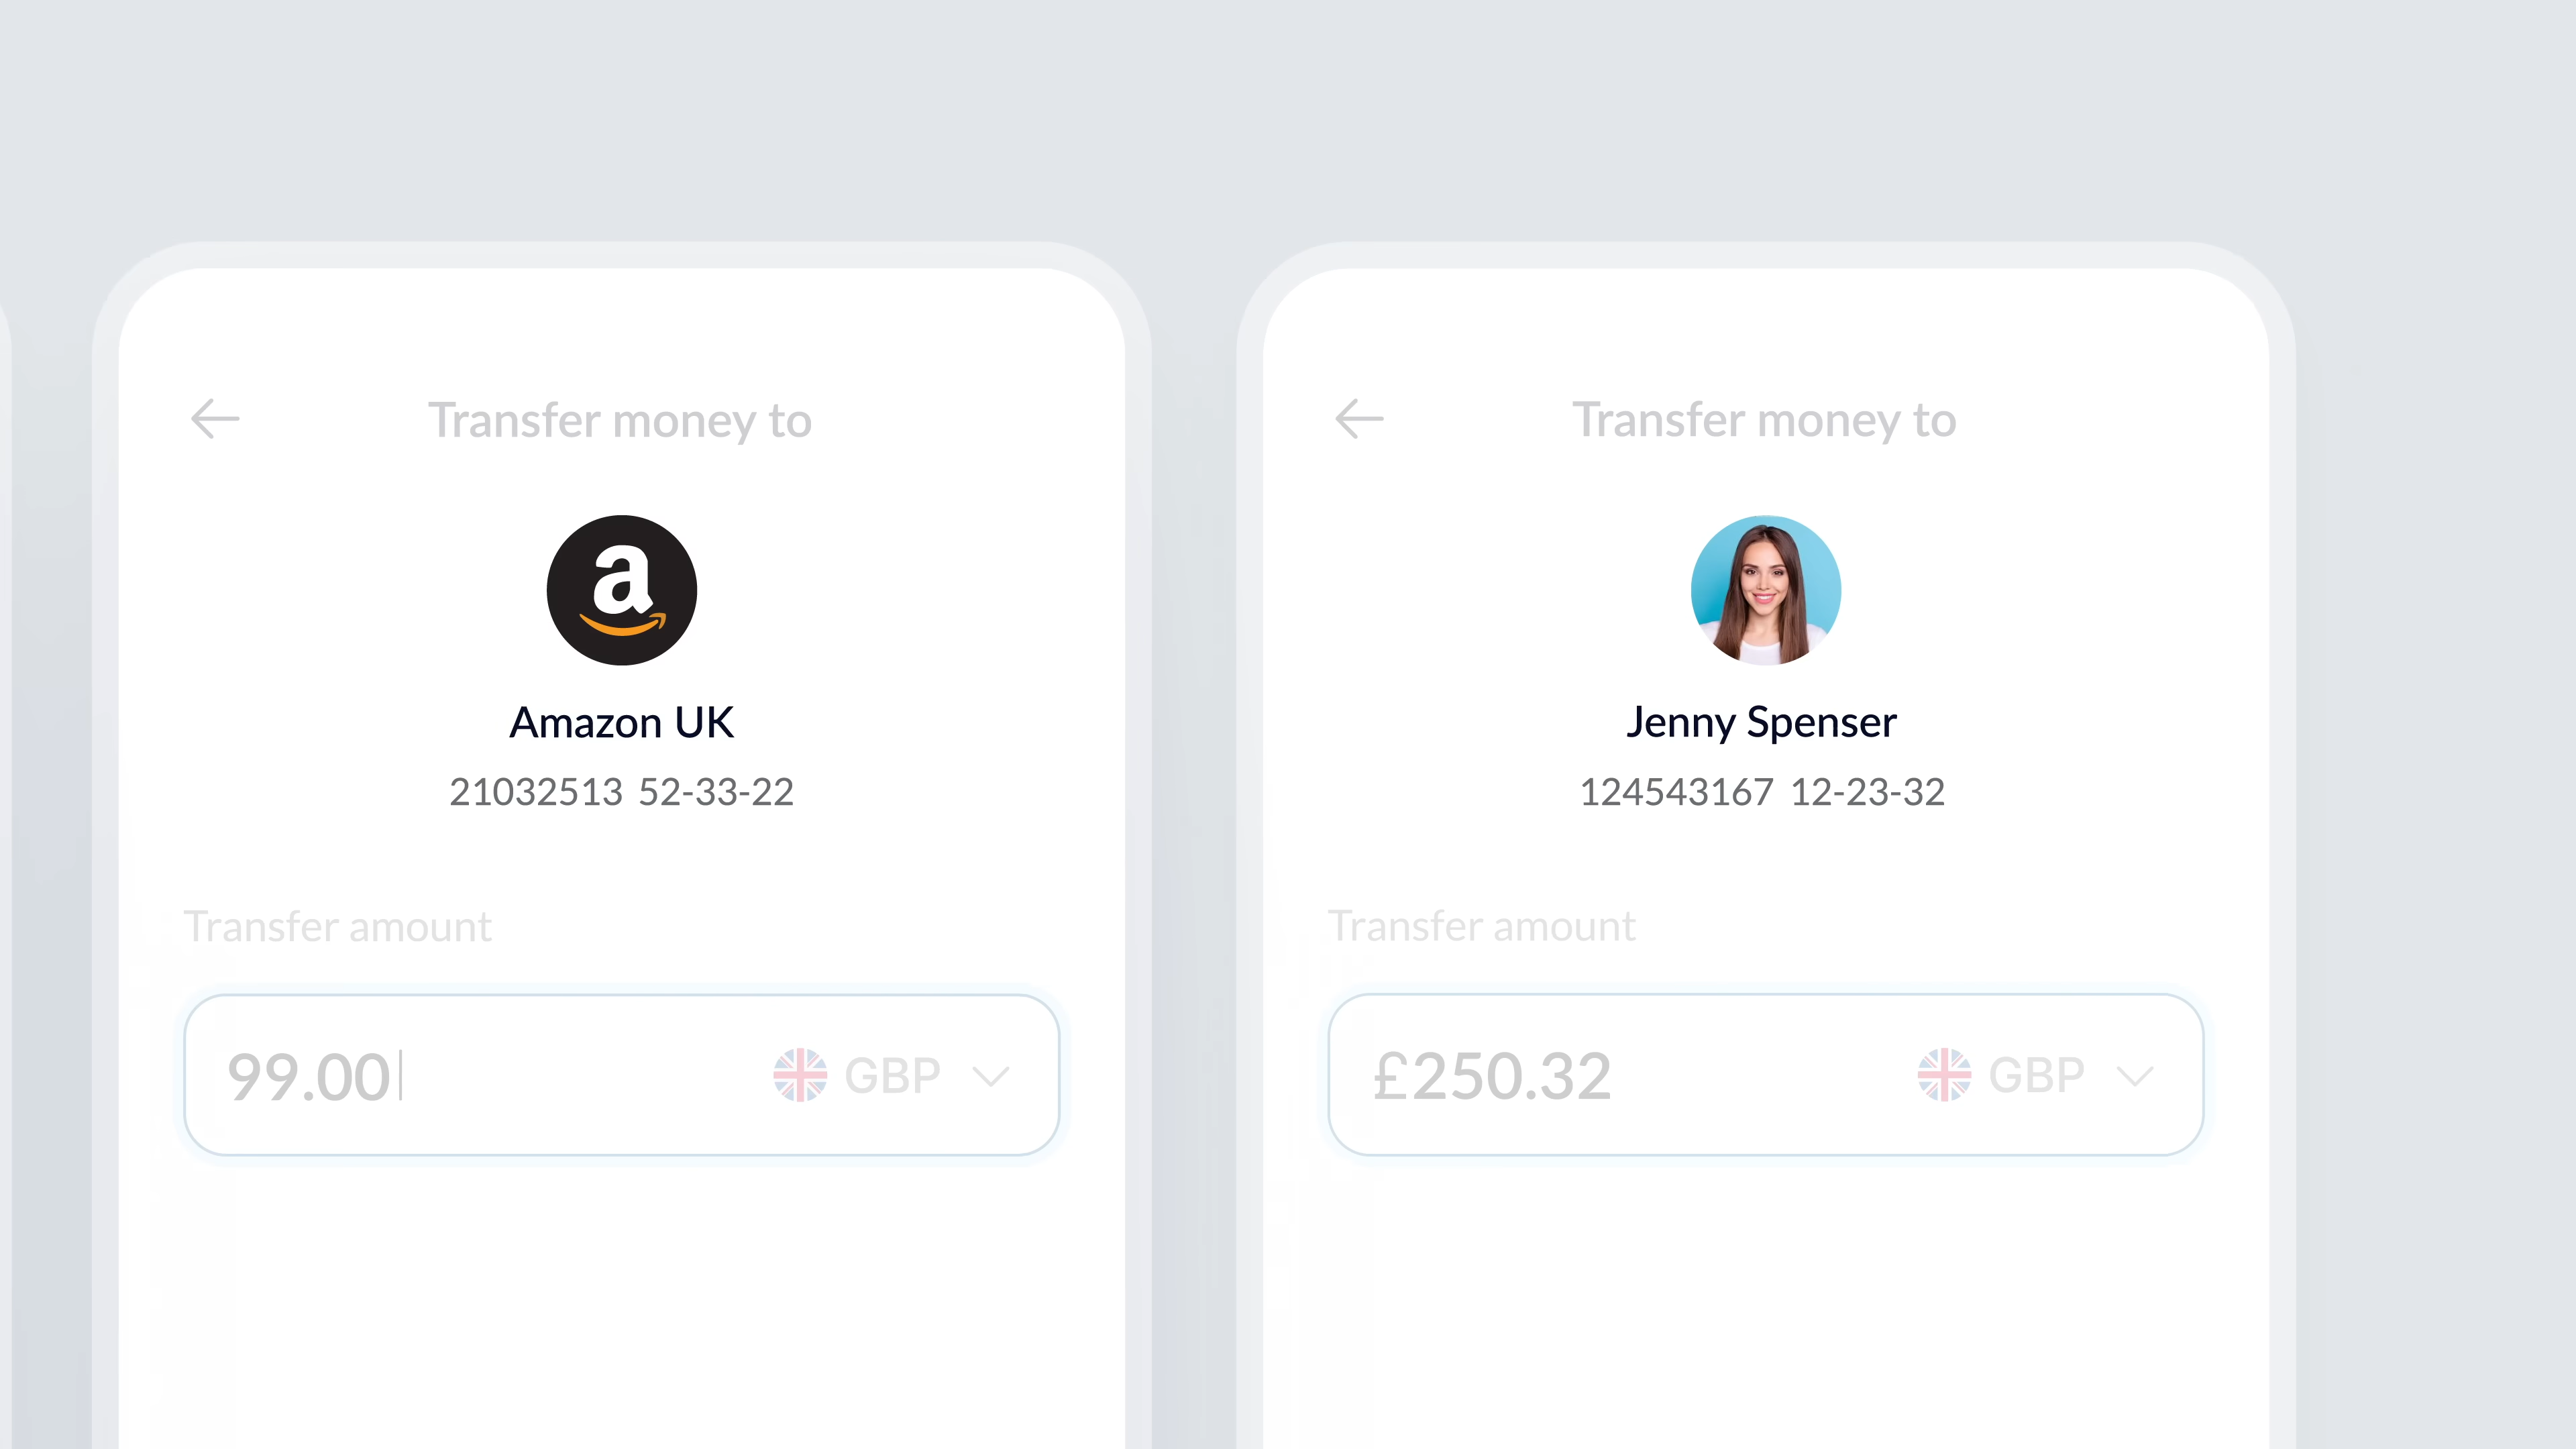 Transfer money to
Amazon UK
21032513 52-33-22
Transfer amount
99.00
GBP
Transfer money to
Jenny Spenser
124543167 12-23-32
Transfer amount
£250.32
GBP